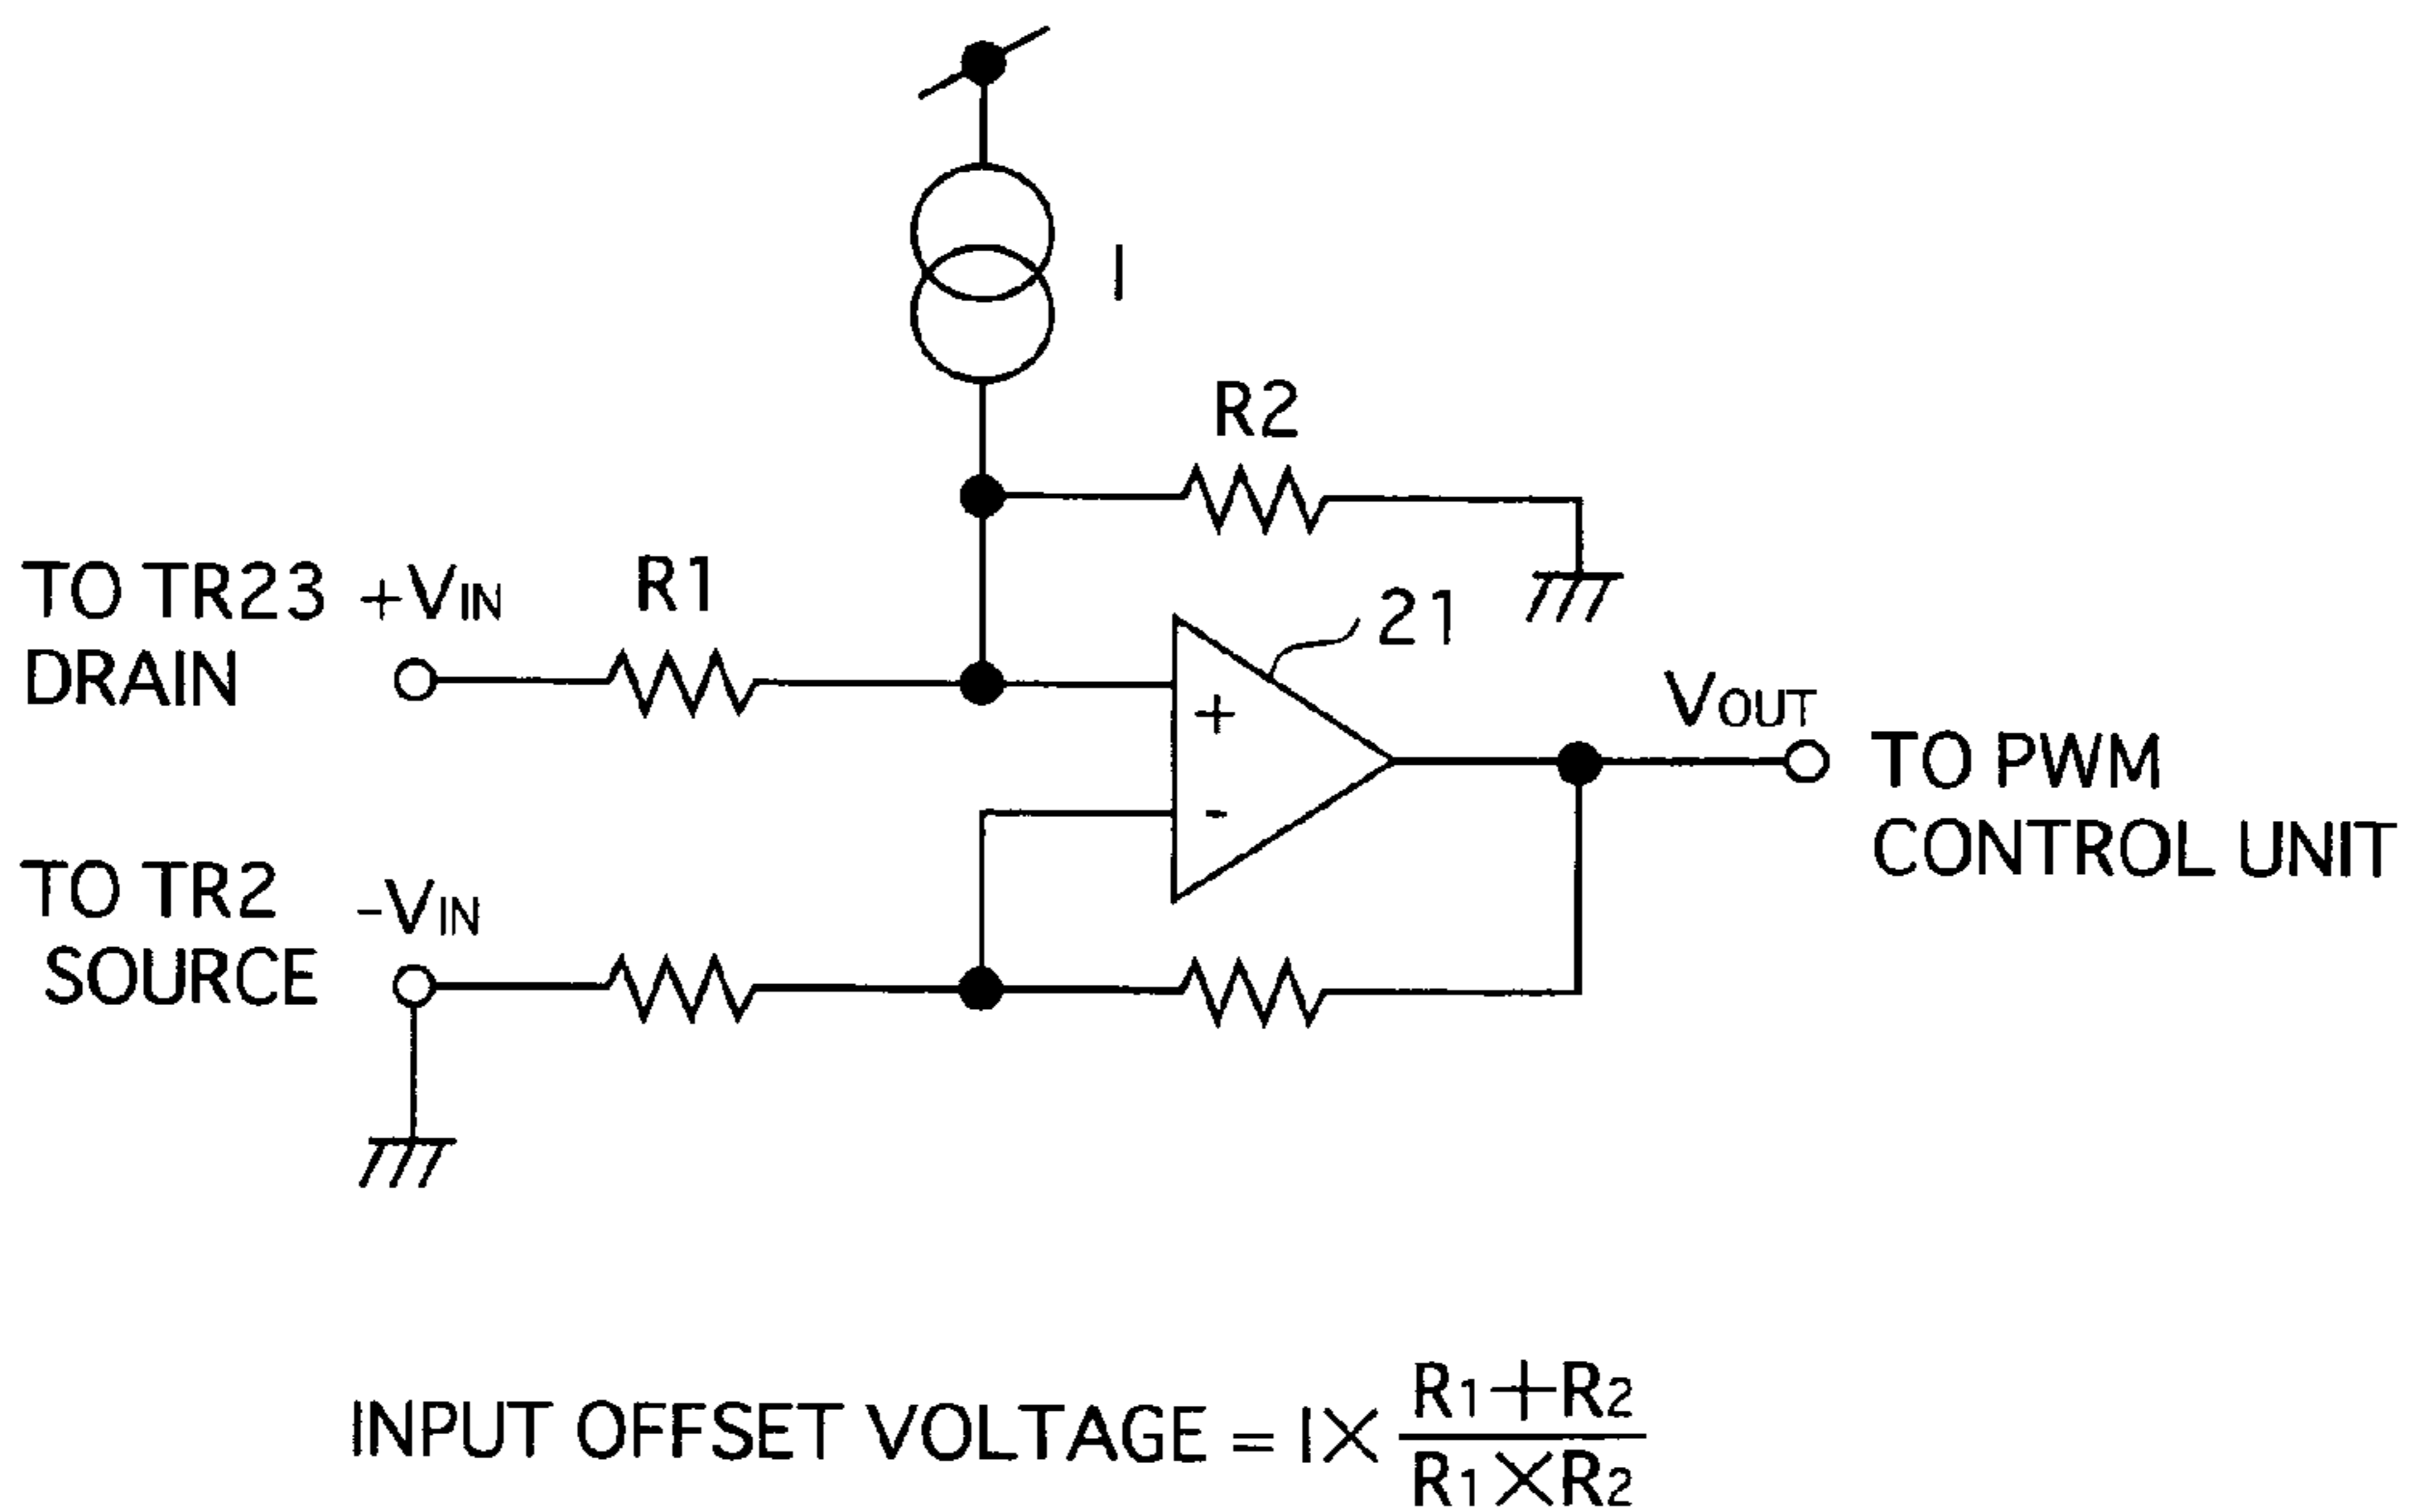 I
R2
TO TR23 +VIN
DRAIN
R1
21
+
-
VOUT
TO PWM
CONTROL UNIT
TO TR2 -VIN
SOURCE
INPUT OFFSET VOLTAGE = I× R1+R2
R1×R2